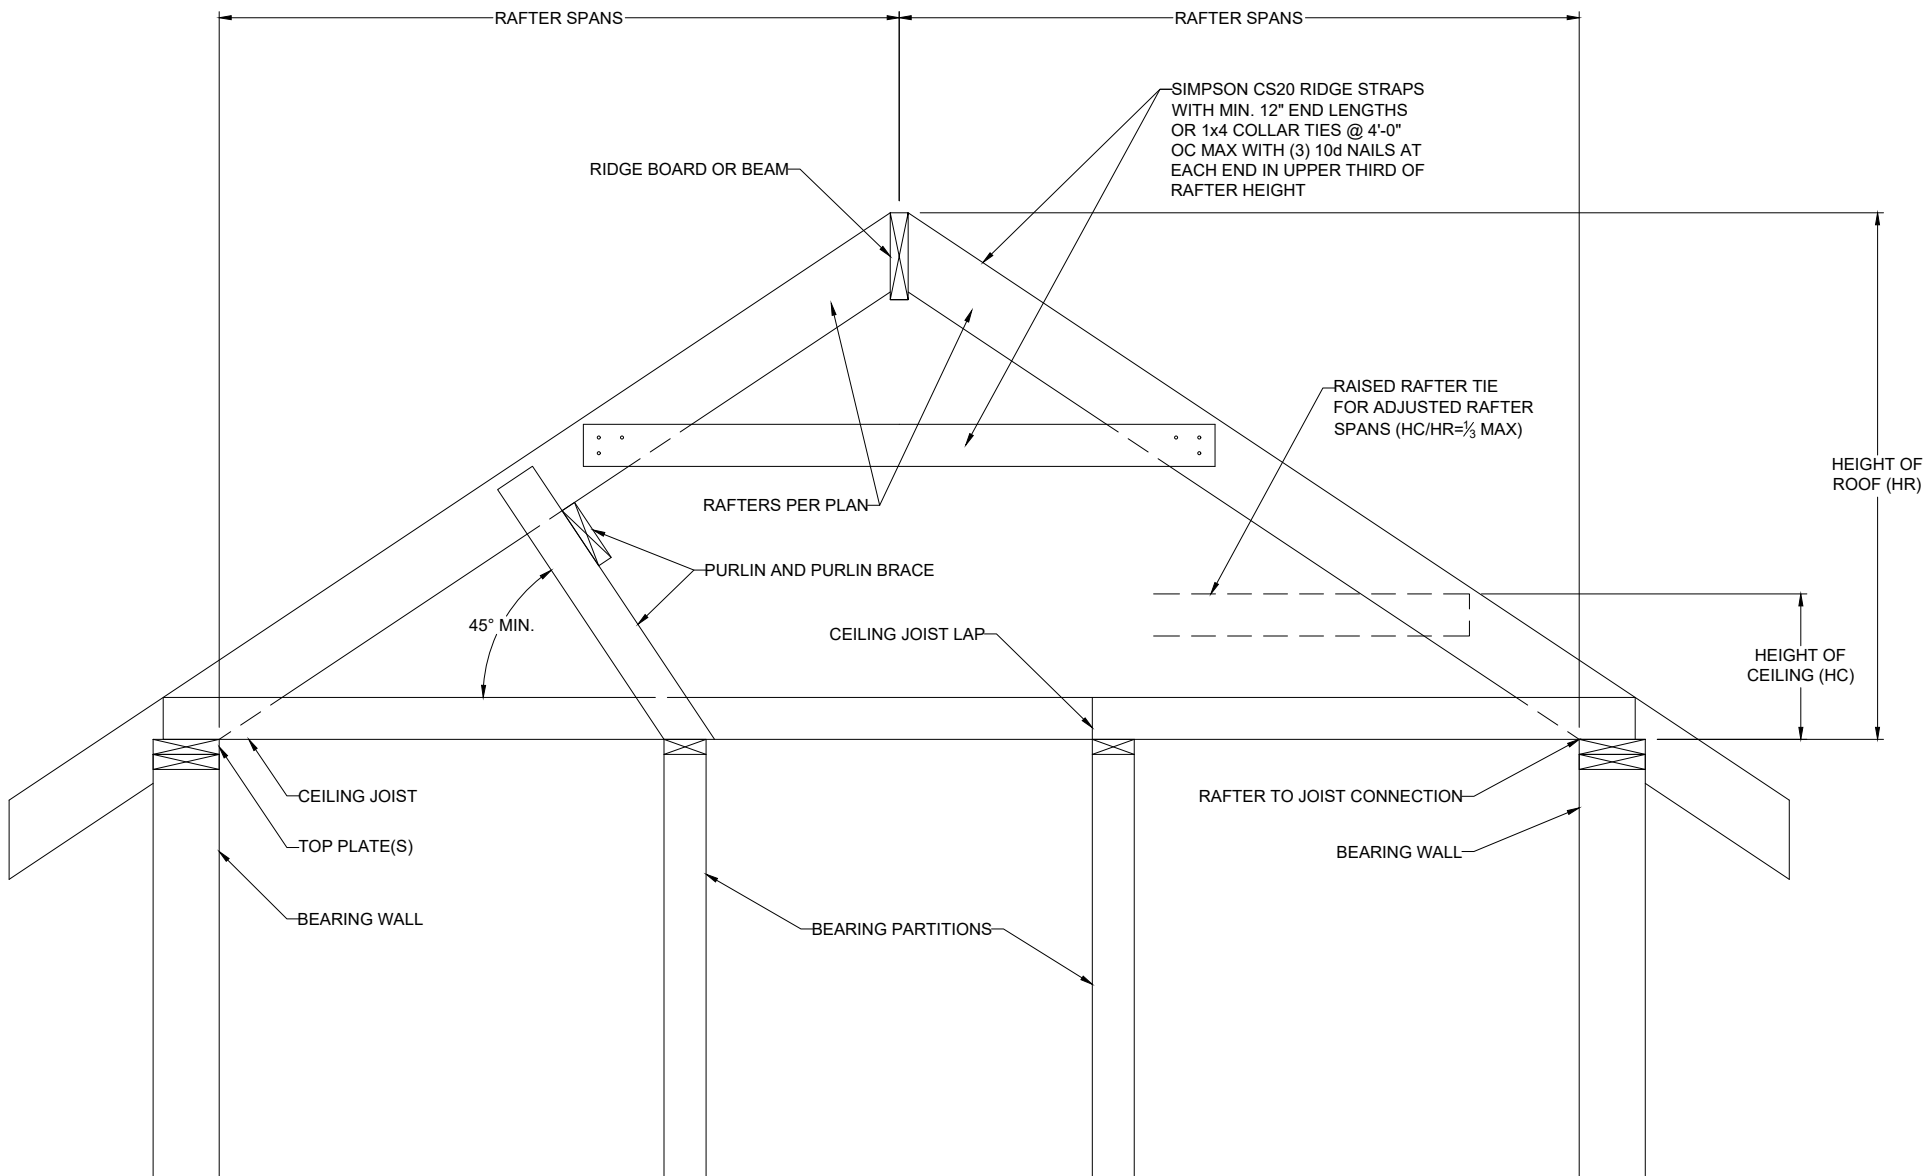 RAFTER SPANS
RAFTER SPANS
SIMPSON CS20 RIDGE STRAPS
WITH MIN. 12" END LENGTHS
OR 1x4 COLLAR TIES @ 4'-0"
OC MAX WITH (3) 10d NAILS AT
EACH END IN UPPER THIRD OF
RAFTER HEIGHT
RIDGE BOARD OR BEAM
RAISED RAFTER TIE
FOR ADJUSTED RAFTER
SPANS (HC/HR=⅓ MAX)
HEIGHT OF
ROOF (HR)
RAFTERS PER PLAN
PURLIN AND PURLIN BRACE
45° MIN.
CEILING JOIST LAP
HEIGHT OF
CEILING (HC)
CEILING JOIST
RAFTER TO JOIST CONNECTION
TOP PLATE(S)
BEARING WALL
BEARING WALL
BEARING PARTITIONS